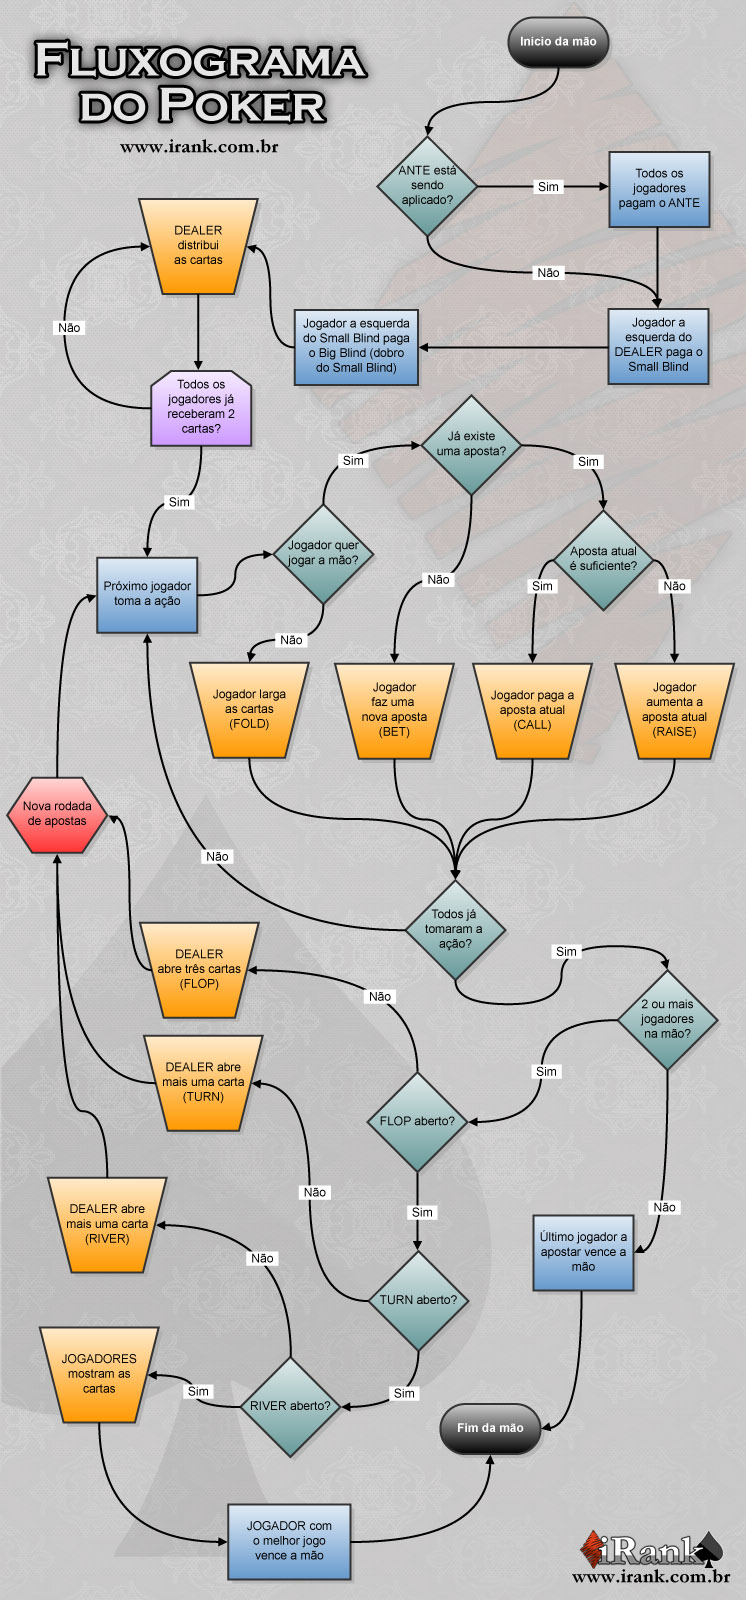 FLUXOGRAMA
DO POKER
www.irank.com.br
Inicio da mão
ANTE está
sendo
aplicado?
Sim
Todos os
jogadores
pagam o ANTE
Não
Jogador a
esquerda do
DEALER paga o
Small Blind
Jogador a esquerda
do Small Blind paga
o Big Blind (dobro
do Small Blind)
DEALER
distribui
as cartas
Não
Todos os
jogadores já
receberam 2
cartas?
Sim
Próximo jogador
toma a ação
Jogador quer
jogar a mão?
Sim
Já existe
uma aposta?
Sim
Aposta atual
é suficiente?
Não
Não
Sim
Não
Jogador larga
as cartas
(FOLD)
Jogador
faz uma
nova aposta
(BET)
Jogador paga a
aposta atual
(CALL)
Jogador
aumenta a
aposta atual
(RAISE)
Nova rodada
de apostas
Não
Todos já
tomaram a
ação?
Sim
2 ou mais
jogadores
na mão?
DEALER
abre três cartas
(FLOP)
Não
Sim
FLOP aberto?
DEALER abre
mais uma carta
(TURN)
Não
Sim
Não
Último jogador a
apostar vence a
mão
DEALER abre
mais uma carta
(RIVER)
Não
TURN aberto?
JOGADORES
mostram as
cartas
Sim
RIVER aberto?
Sim
Fim da mão
JOGADOR com
o melhor jogo
vence a mão
iRank
www.irank.com.br